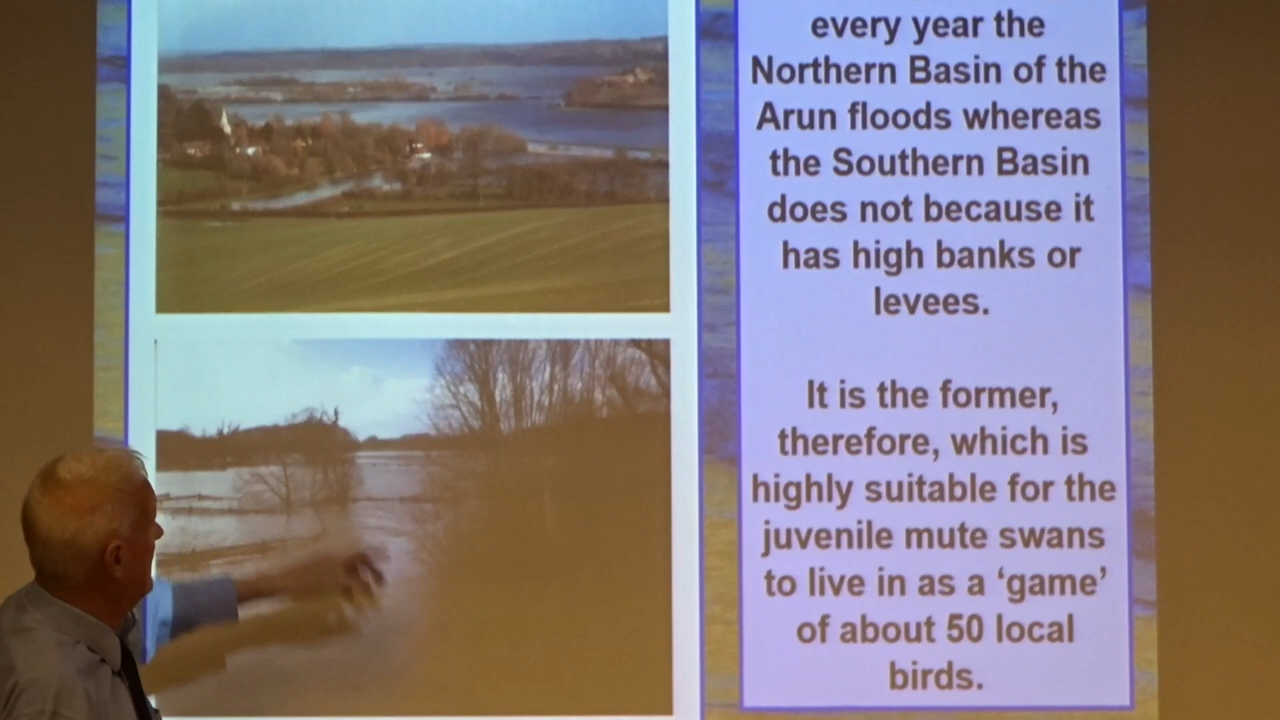 every year the
Northern Basin of the
Arun floods whereas
the Southern Basin
does not because it
has high banks or
levees.
It is the former,
therefore, which is
highly suitable for the
juvenile mute swans
to live in as a ‘game’
of about 50 local
birds.